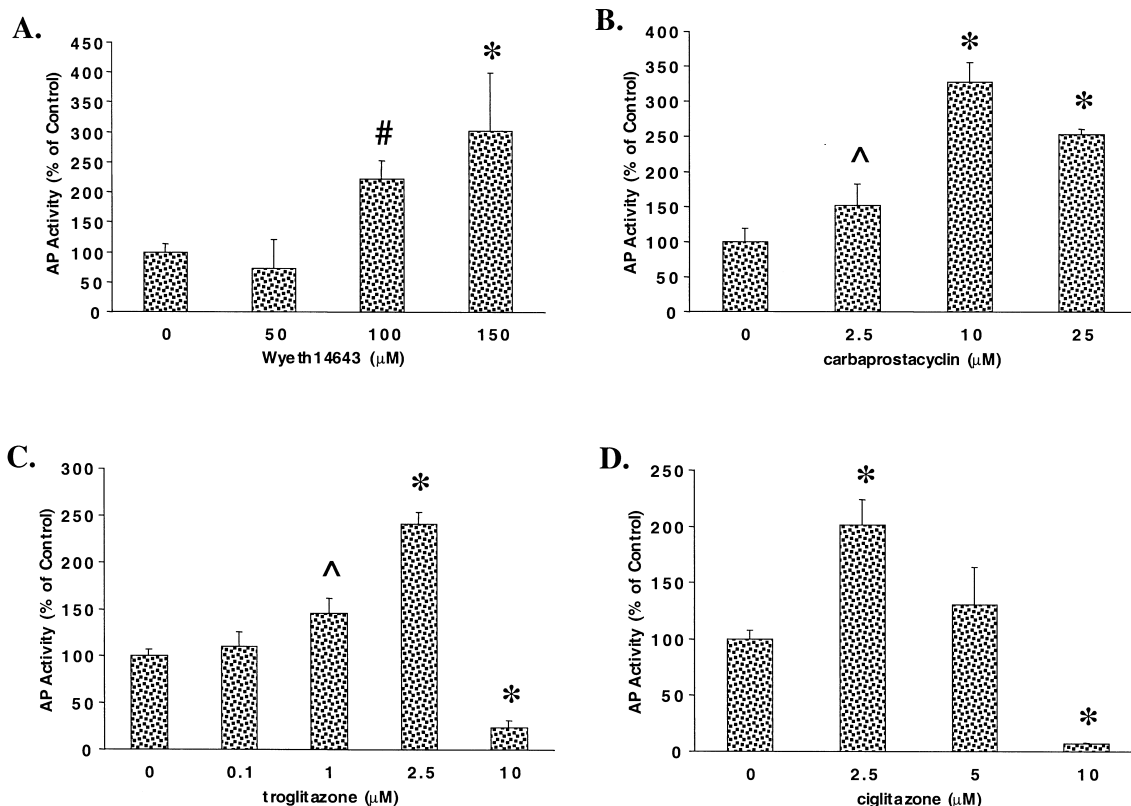 A.
AP Activity (% of Control)
450
400
350
300
250
200
150
100
50
0
#
*
0 50 100 150
Wyeth14643 (μM)
B.
AP Activity (% of Control)
400
350
300
250
200
150
100
50
0
^
*
*
0 2.5 10 25
carbaprostacyclin (μM)
C.
AP Activity (% of Control)
300
250
200
150
100
50
0
^
*
*
0 0.1 1 2.5 10
troglitazone (μM)
D.
AP Activity (% of Control)
250
200
150
100
50
0
*
*
0 2.5 5 10
ciglitazone (μM)